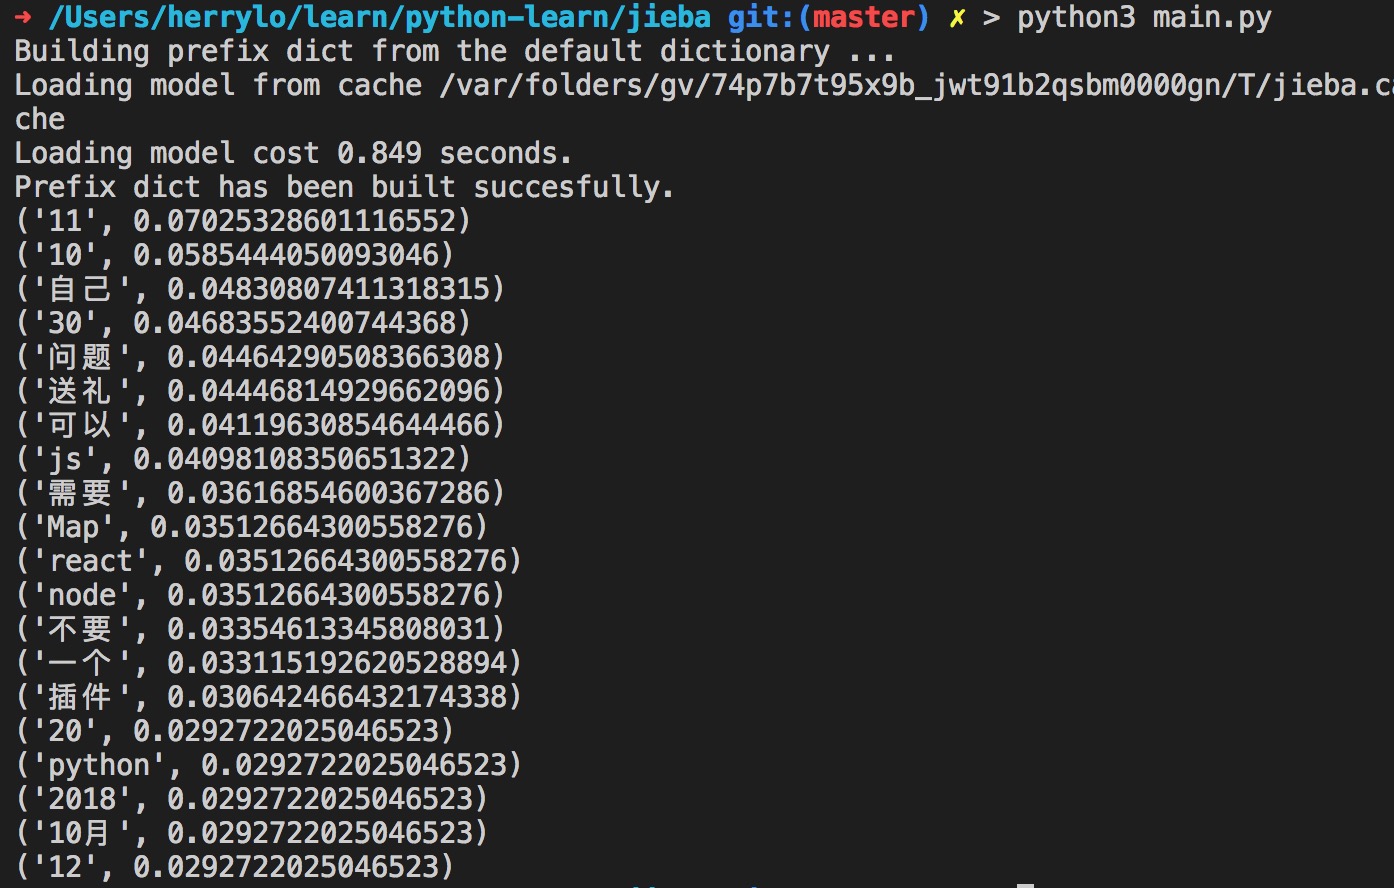 ➜ /Users/herrylo/learn/python-learn/jieba git:(master) ✗ > python3 main.py
Building prefix dict from the default dictionary ...
Loading model from cache /var/folders/gv/74p7b7t95x9b_jwt91b2qsbm0000gn/T/jieba.ca
che
Loading model cost 0.849 seconds.
Prefix dict has been built succesfully.
('11', 0.07025328601116552)
('10', 0.0585444050093046)
('自己', 0.04830807411318315)
('30', 0.04683552400744368)
('问题', 0.04464290508366308)
('送礼', 0.04446814929662096)
('可以', 0.04119630854644466)
('js', 0.04098108350651322)
('需要', 0.03616854600367286)
('Map', 0.03512664300558276)
('react', 0.03512664300558276)
('node', 0.03512664300558276)
('不要', 0.03354613345808031)
('一个', 0.033115192620528894)
('插件', 0.030642466432174338)
('20', 0.0292722025046523)
('python', 0.0292722025046523)
('2018', 0.0292722025046523)
('10月', 0.0292722025046523)
('12', 0.0292722025046523)